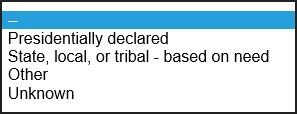 --
Presidentially declared
State, local, or tribal - based on need
Other
Unknown